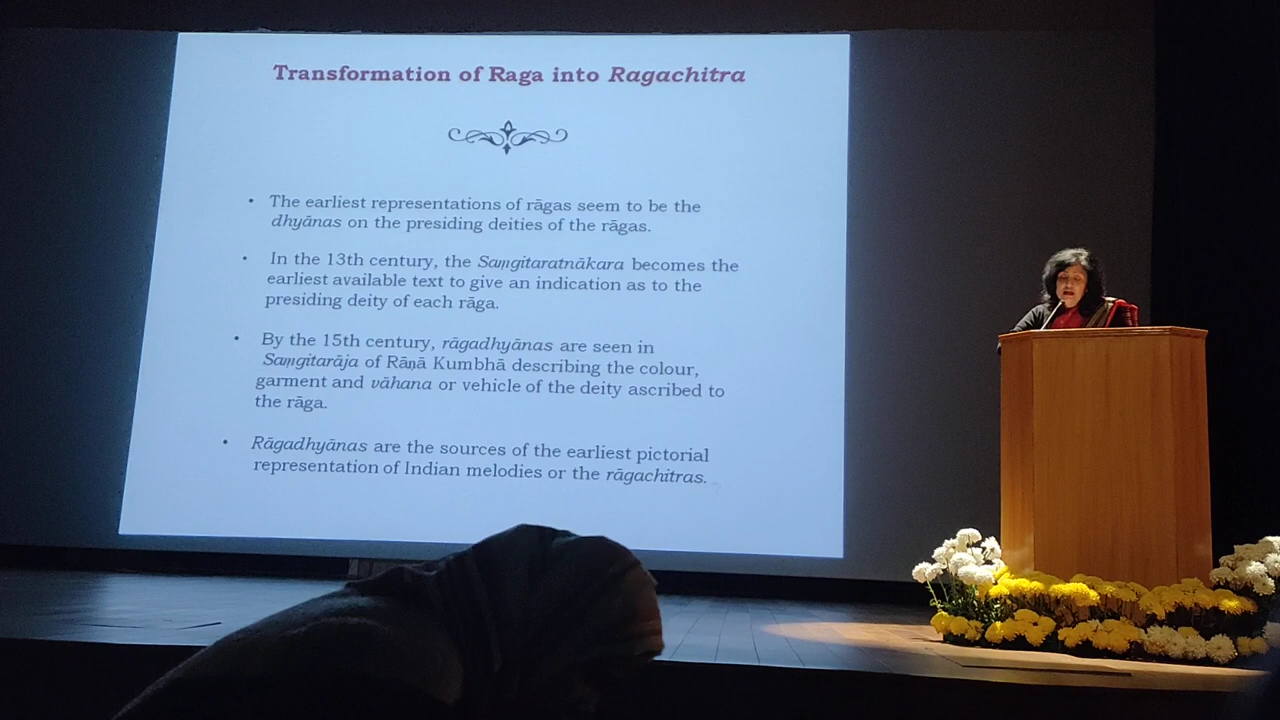 Transformation of Raga into Ragachitra
• The earliest representations of rāgas seem to be the
dhyānas on the presiding deities of the rāgas.
• In the 13th century, the Saṃgitaratnākara becomes the
earliest available text to give an indication as to the
presiding deity of each rāga.
• By the 15th century, rāgadhyānas are seen in
Saṃgitarāja of Rāṇā Kumbhā describing the colour,
garment and vāhana or vehicle of the deity ascribed to
the rāga.
• Rāgadhyānas are the sources of the earliest pictorial
representation of Indian melodies or the rāgachitras.